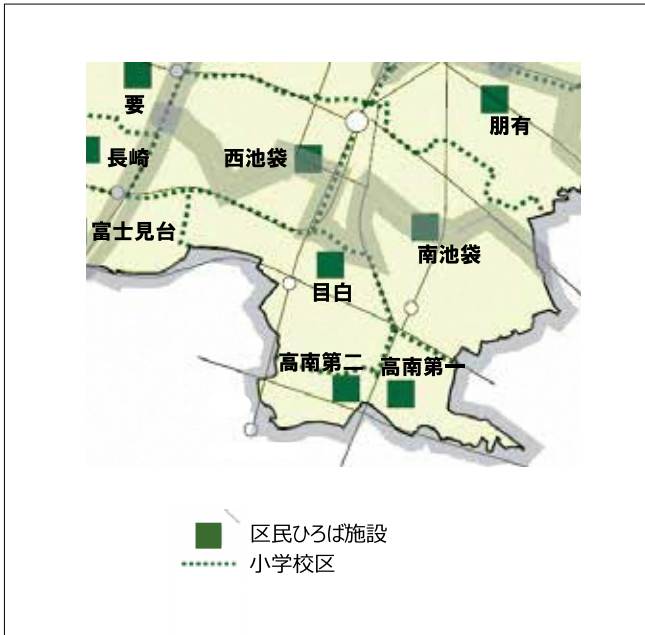 要
朋有
長崎
西池袋
富士見台
南池袋
目白
高南第二
高南第一
区民ひろば施設
小学校区